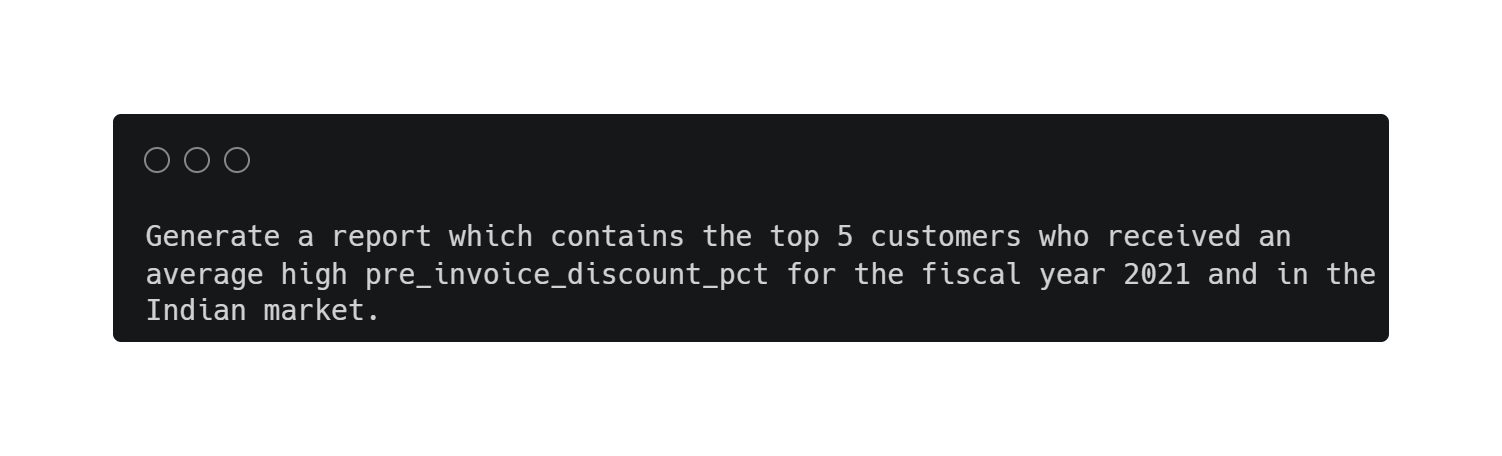 Generate a report which contains the top 5 customers who received an
average high pre_invoice_discount_pct for the fiscal year 2021 and in the
Indian market.